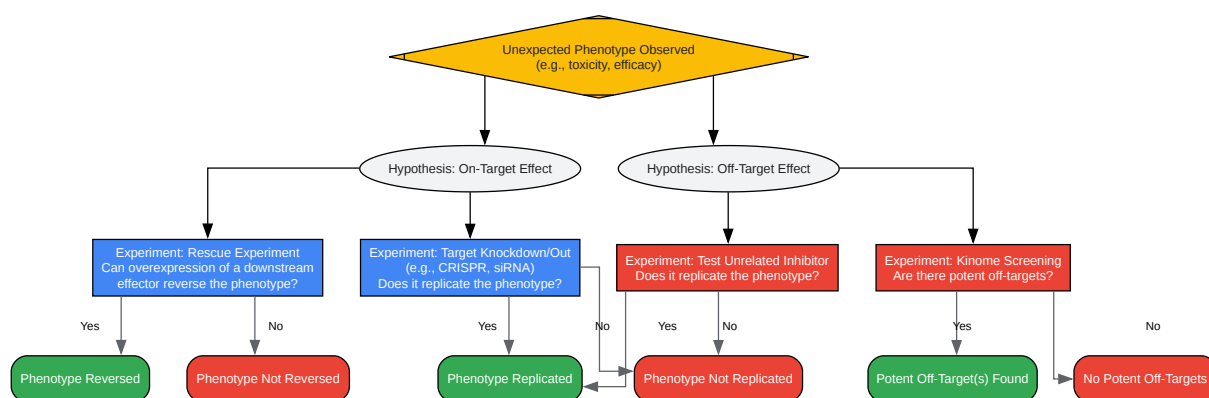 Unexpected Phenotype Observed
(e.g., toxicity, efficacy)
Hypothesis: On-Target Effect
Hypothesis: Off-Target Effect
Experiment: Rescue Experiment
Can overexpression of a downstream
effector reverse the phenotype?
Experiment: Target Knockdown/Out
(e.g., CRISPR, siRNA)
Does it replicate the phenotype?
Experiment: Test Unrelated Inhibitor
Does it replicate the phenotype?
Experiment: Kinome Screening
Are there potent off-targets?
Yes
No
Yes
No
Yes
No
Yes
No
Phenotype Reversed
Phenotype Not Reversed
Phenotype Replicated
Phenotype Not Replicated
Potent Off-Target(s) Found
No Potent Off-Targets